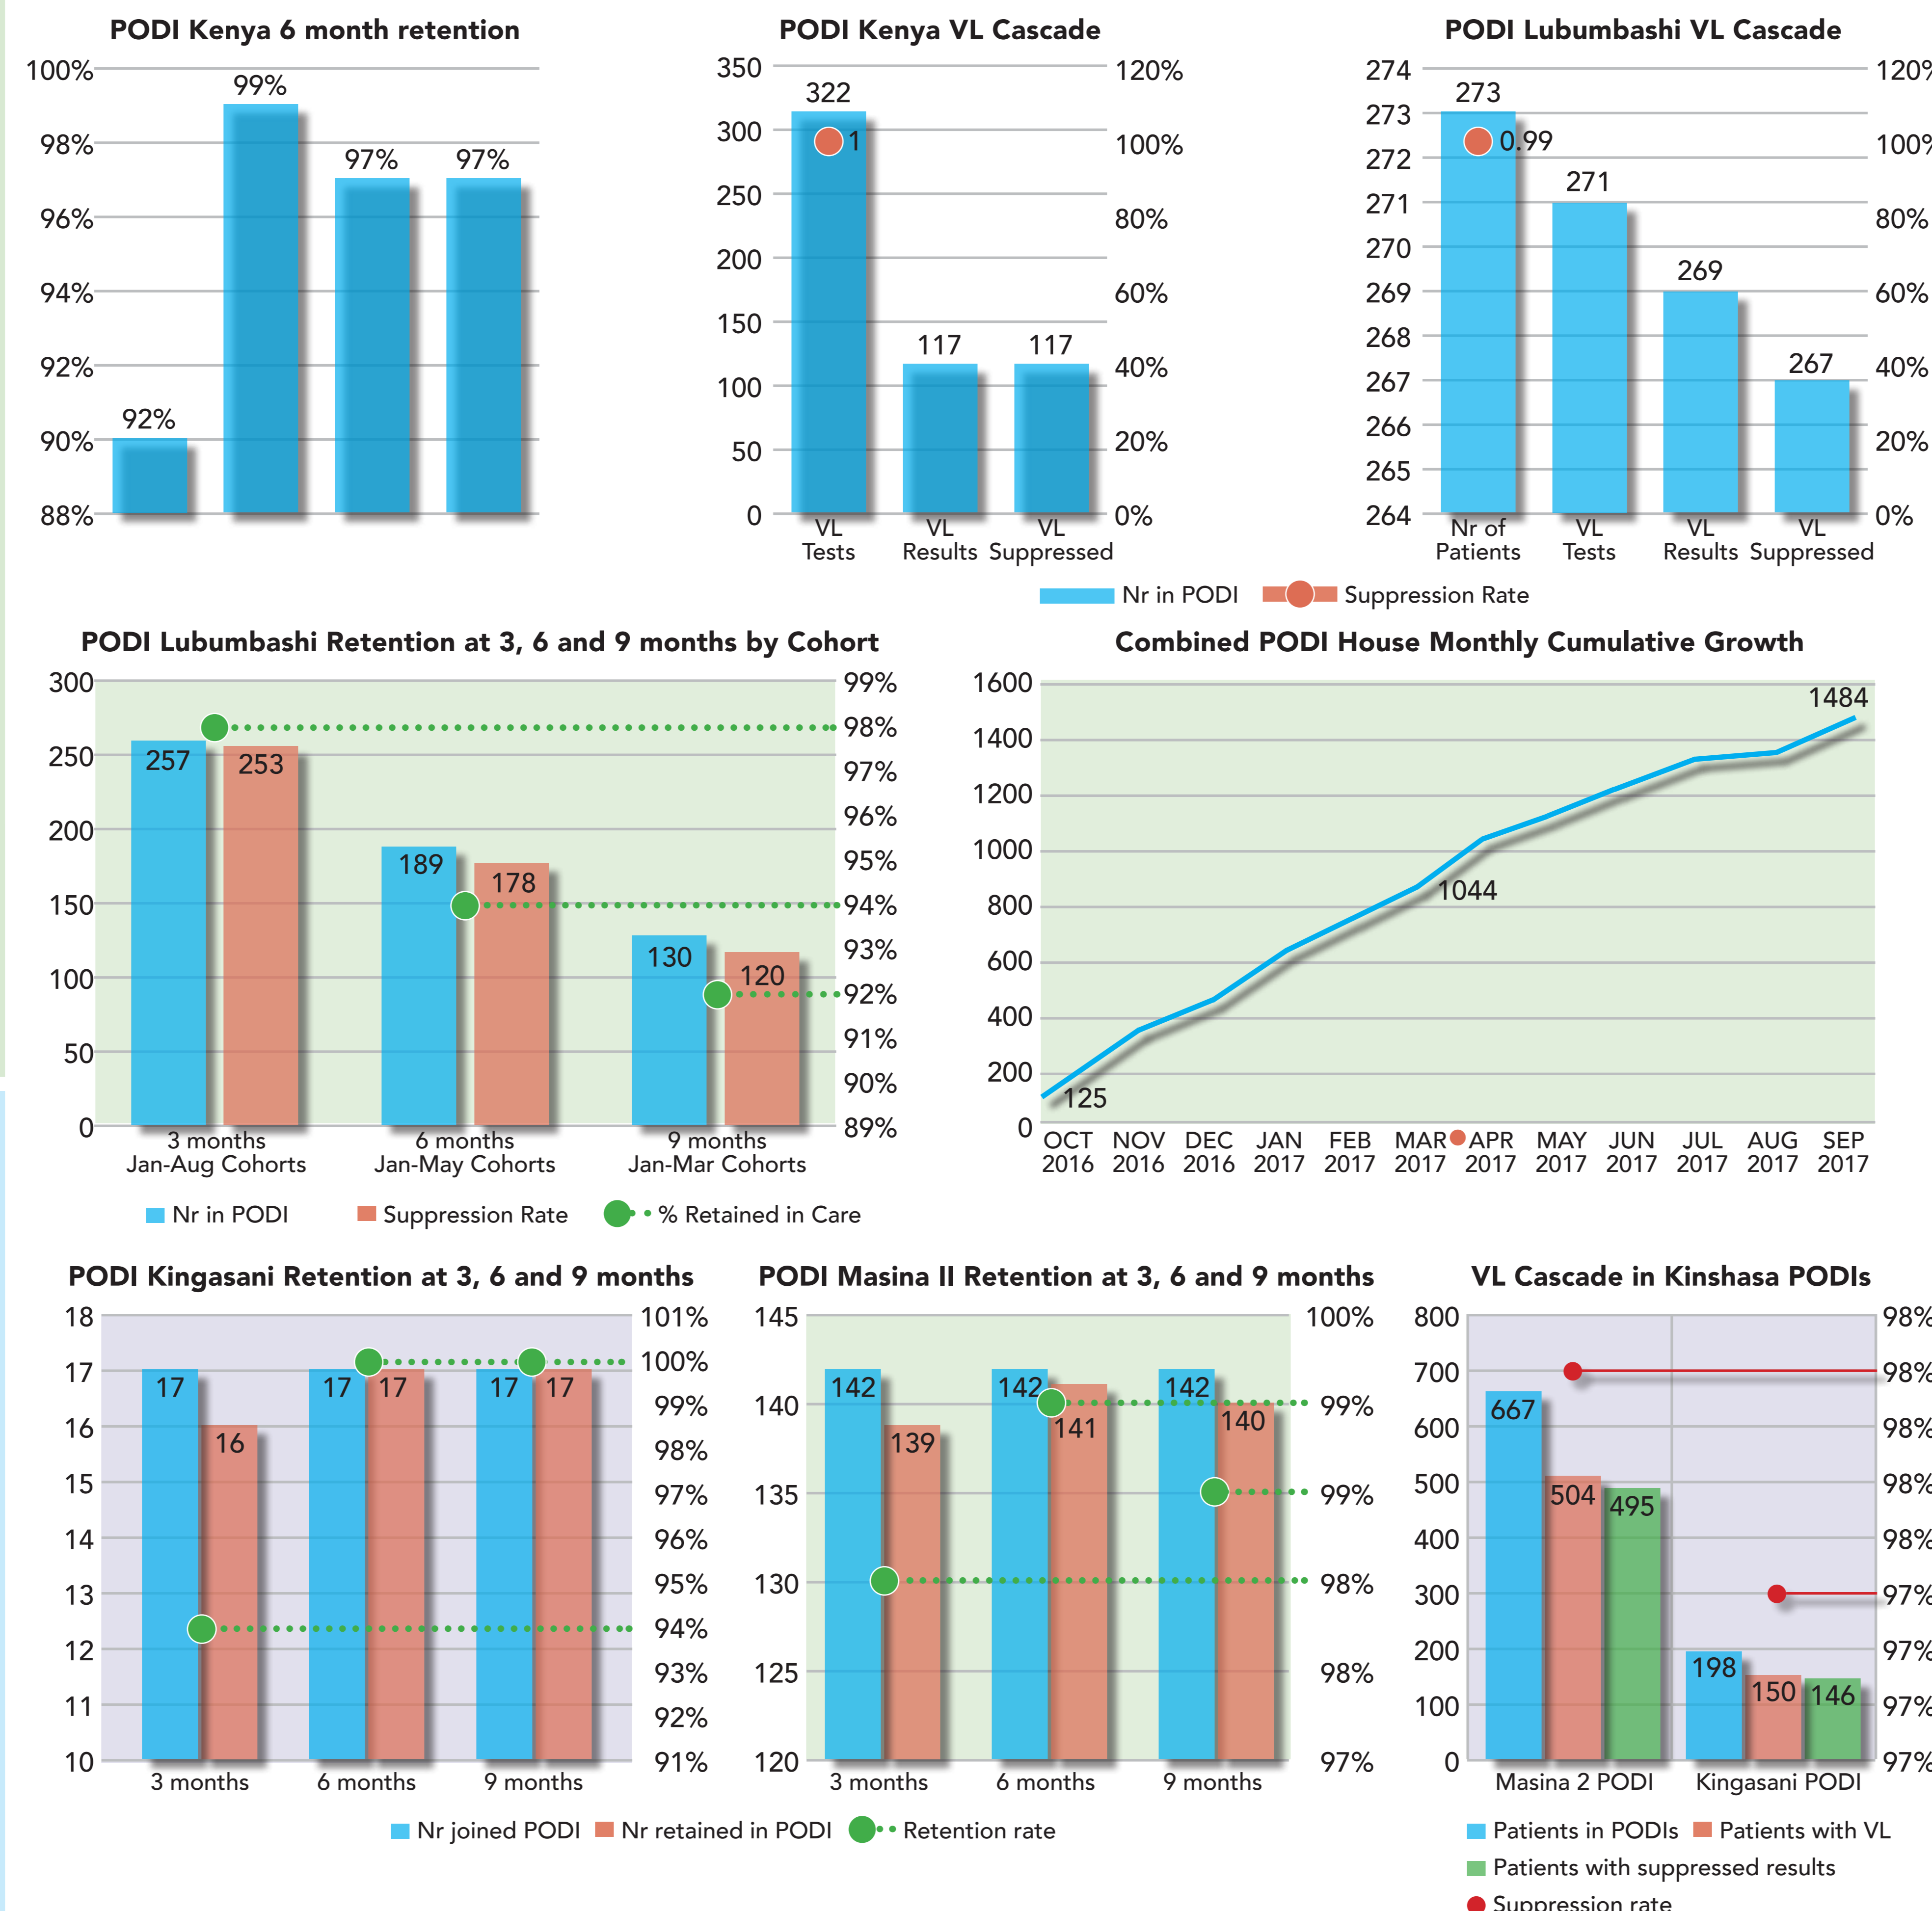 PODI Kenya 6 month retention
100%
98%
96%
94%
92%
90%
88%
92%
99%
97%
97%
PODI Kenya VL Cascade
350
300
250
200
150
100
50
0
322
1
117
117
120%
100%
80%
60%
40%
20%
0%
VL Tests
VL Results
VL Suppressed
PODI Lubumbashi VL Cascade
274
273
272
271
270
269
268
267
266
265
264
273
0.99
271
269
267
120%
100%
80%
60%
40%
20%
0%
Nr of Patients
VL Tests
VL Results
VL Suppressed
Nr in PODI
Suppression Rate
PODI Lubumbashi Retention at 3, 6 and 9 months by Cohort
300
250
200
150
100
50
0
257
253
189
178
130
120
99%
98%
97%
96%
95%
94%
93%
92%
91%
90%
89%
3 months
Jan-Aug Cohorts
6 months
Jan-May Cohorts
9 months
Jan-Mar Cohorts
Nr in PODI
Suppression Rate
% Retained in Care
Combined PODI House Monthly Cumulative Growth
1600
1400
1200
1000
800
600
400
200
0
125
1044
1484
OCT 2016
NOV 2016
DEC 2016
JAN 2017
FEB 2017
MAR 2017
APR 2017
MAY 2017
JUN 2017
JUL 2017
AUG 2017
SEP 2017
PODI Kingasani Retention at 3, 6 and 9 months
18
17
16
15
14
13
12
11
10
17
16
17
17
17
17
101%
100%
99%
98%
97%
96%
95%
94%
93%
92%
91%
3 months
6 months
9 months
PODI Masina II Retention at 3, 6 and 9 months
145
140
135
130
125
120
142
139
142
141
142
140
100%
99%
99%
98%
98%
97%
3 months
6 months
9 months
Nr joined PODI
Nr retained in PODI
Retention rate
VL Cascade in Kinshasa PODIs
800
700
600
500
400
300
200
100
0
667
504
495
198
150
146
98%
98%
98%
98%
98%
97%
97%
97%
97%
Masina 2 PODI
Kingasani PODI
Patients in PODIs
Patients with VL
Patients with suppressed results
Suppression rate